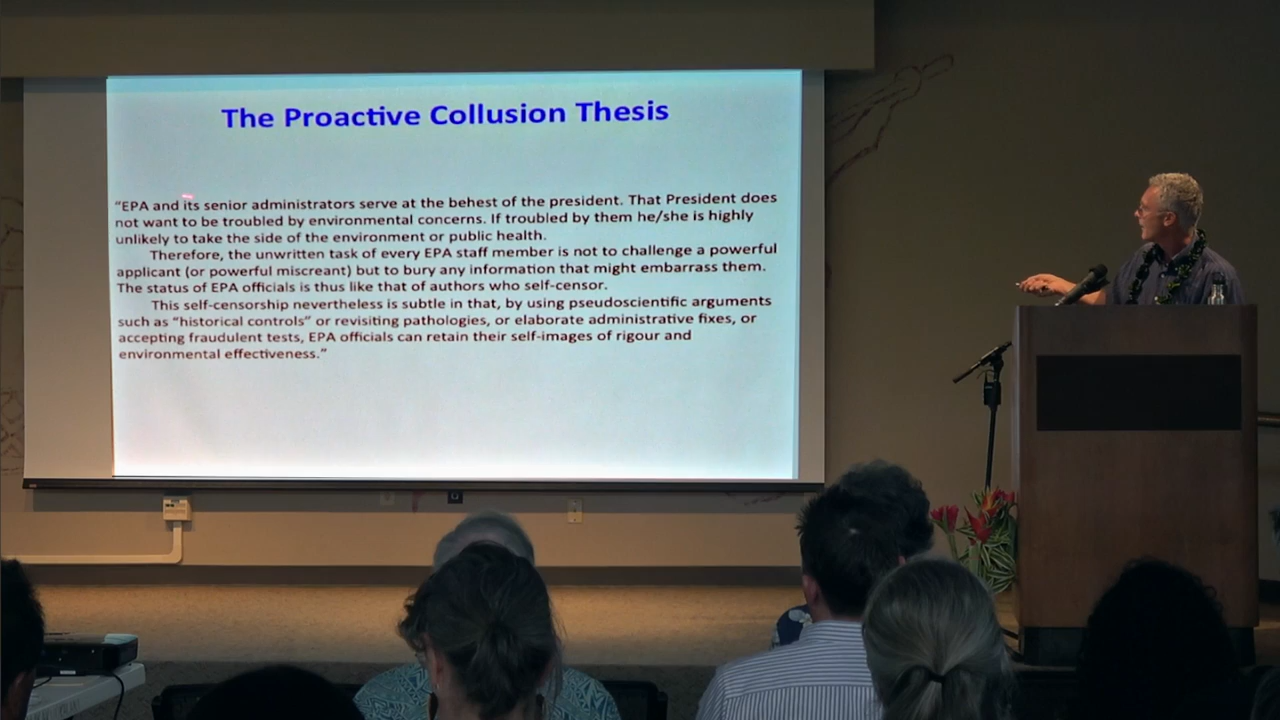 The Proactive Collusion Thesis
“EPA and its senior administrators serve at the behest of the president. That President does
not want to be troubled by environmental concerns. If troubled by them he/she is highly
unlikely to take the side of the environment or public health.
Therefore, the unwritten task of every EPA staff member is not to challenge a powerful
applicant (or powerful miscreant) but to bury any information that might embarrass them.
The status of EPA officials is thus like that of authors who self-censor.
This self-censorship nevertheless is subtle in that, by using pseudoscientific arguments
such as “historical controls” or revisiting pathologies, or elaborate administrative fixes, or
accepting fraudulent tests, EPA officials can retain their self-images of rigour and
environmental effectiveness.”